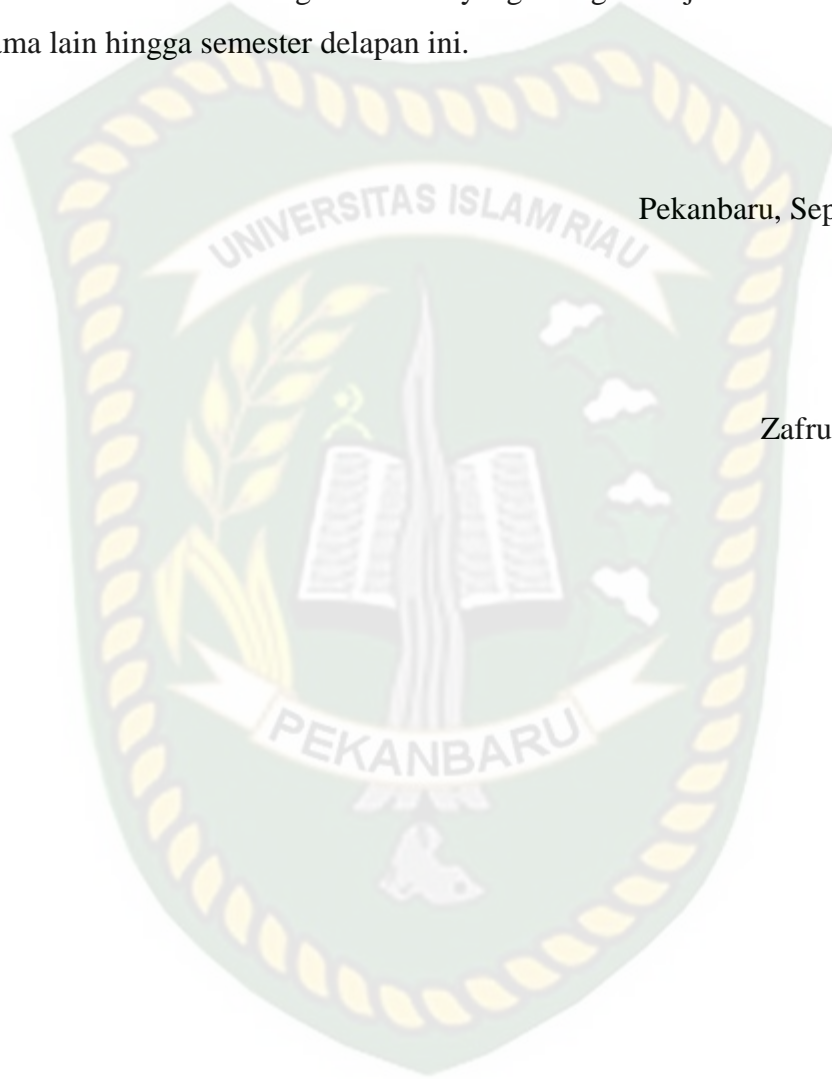 ama lain hingga semester delapan ini.
Pekanbaru, Sep
Zafru
UNIVERSITAS ISLAM RIAU
PEKANBARU